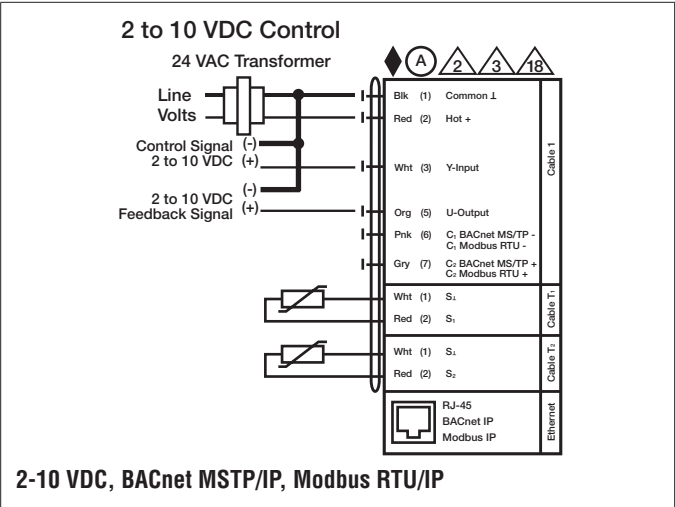 2 to 10 VDC Control
24 VAC Transformer
A 2 3 18
Line
Volts
Control Signal (-)
2 to 10 VDC (+)
(-)
2 to 10 VDC
Feedback Signal (+)
Blk (1) Common ⊥
Red (2) Hot +
Wht (3) Y-Input
Org (5) U-Output
Pnk (6) C₁ BACnet MS/TP -
C₁ Modbus RTU -
Gry (7) C₂ BACnet MS/TP +
C₂ Modbus RTU +
Cable 1
Wht (1) S⊥
Red (2) S₁
Cable T₁
Wht (1) S⊥
Red (2) S₂
Cable T₂
RJ-45
BACnet IP
Modbus IP
Ethernet
2-10 VDC, BACnet MSTP/IP, Modbus RTU/IP